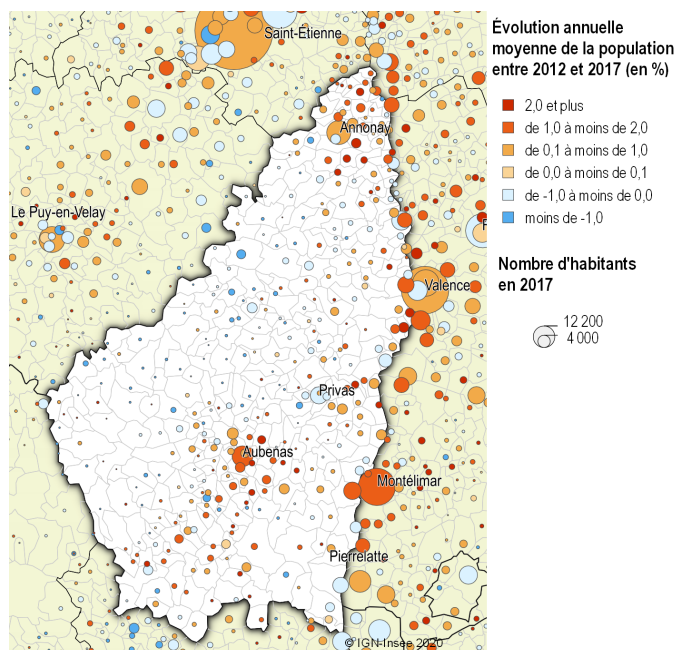 Évolution annuelle
moyenne de la population
entre 2012 et 2017 (en %)
2,0 et plus
de 1,0 à moins de 2,0
de 0,1 à moins de 1,0
de 0,0 à moins de 0,1
de -1,0 à moins de 0,0
moins de -1,0
Nombre d'habitants
en 2017
12 200
4 000
Saint-Étienne
Annonay
Le Puy-en-Velay
Valence
Privas
Aubenas
Montélimar
Pierrelatte
© IGN-Insee 2020